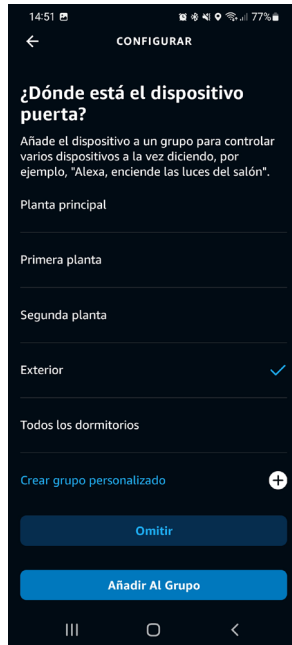 14:51 77%
CONFIGURAR
¿Dónde está el dispositivo
puerta?
Añade el dispositivo a un grupo para controlar
varios dispositivos a la vez diciendo, por
ejemplo, "Alexa, enciende las luces del salón".
Planta principal
Primera planta
Segunda planta
Exterior
Todos los dormitorios
Crear grupo personalizado
Omitir
Añadir Al Grupo